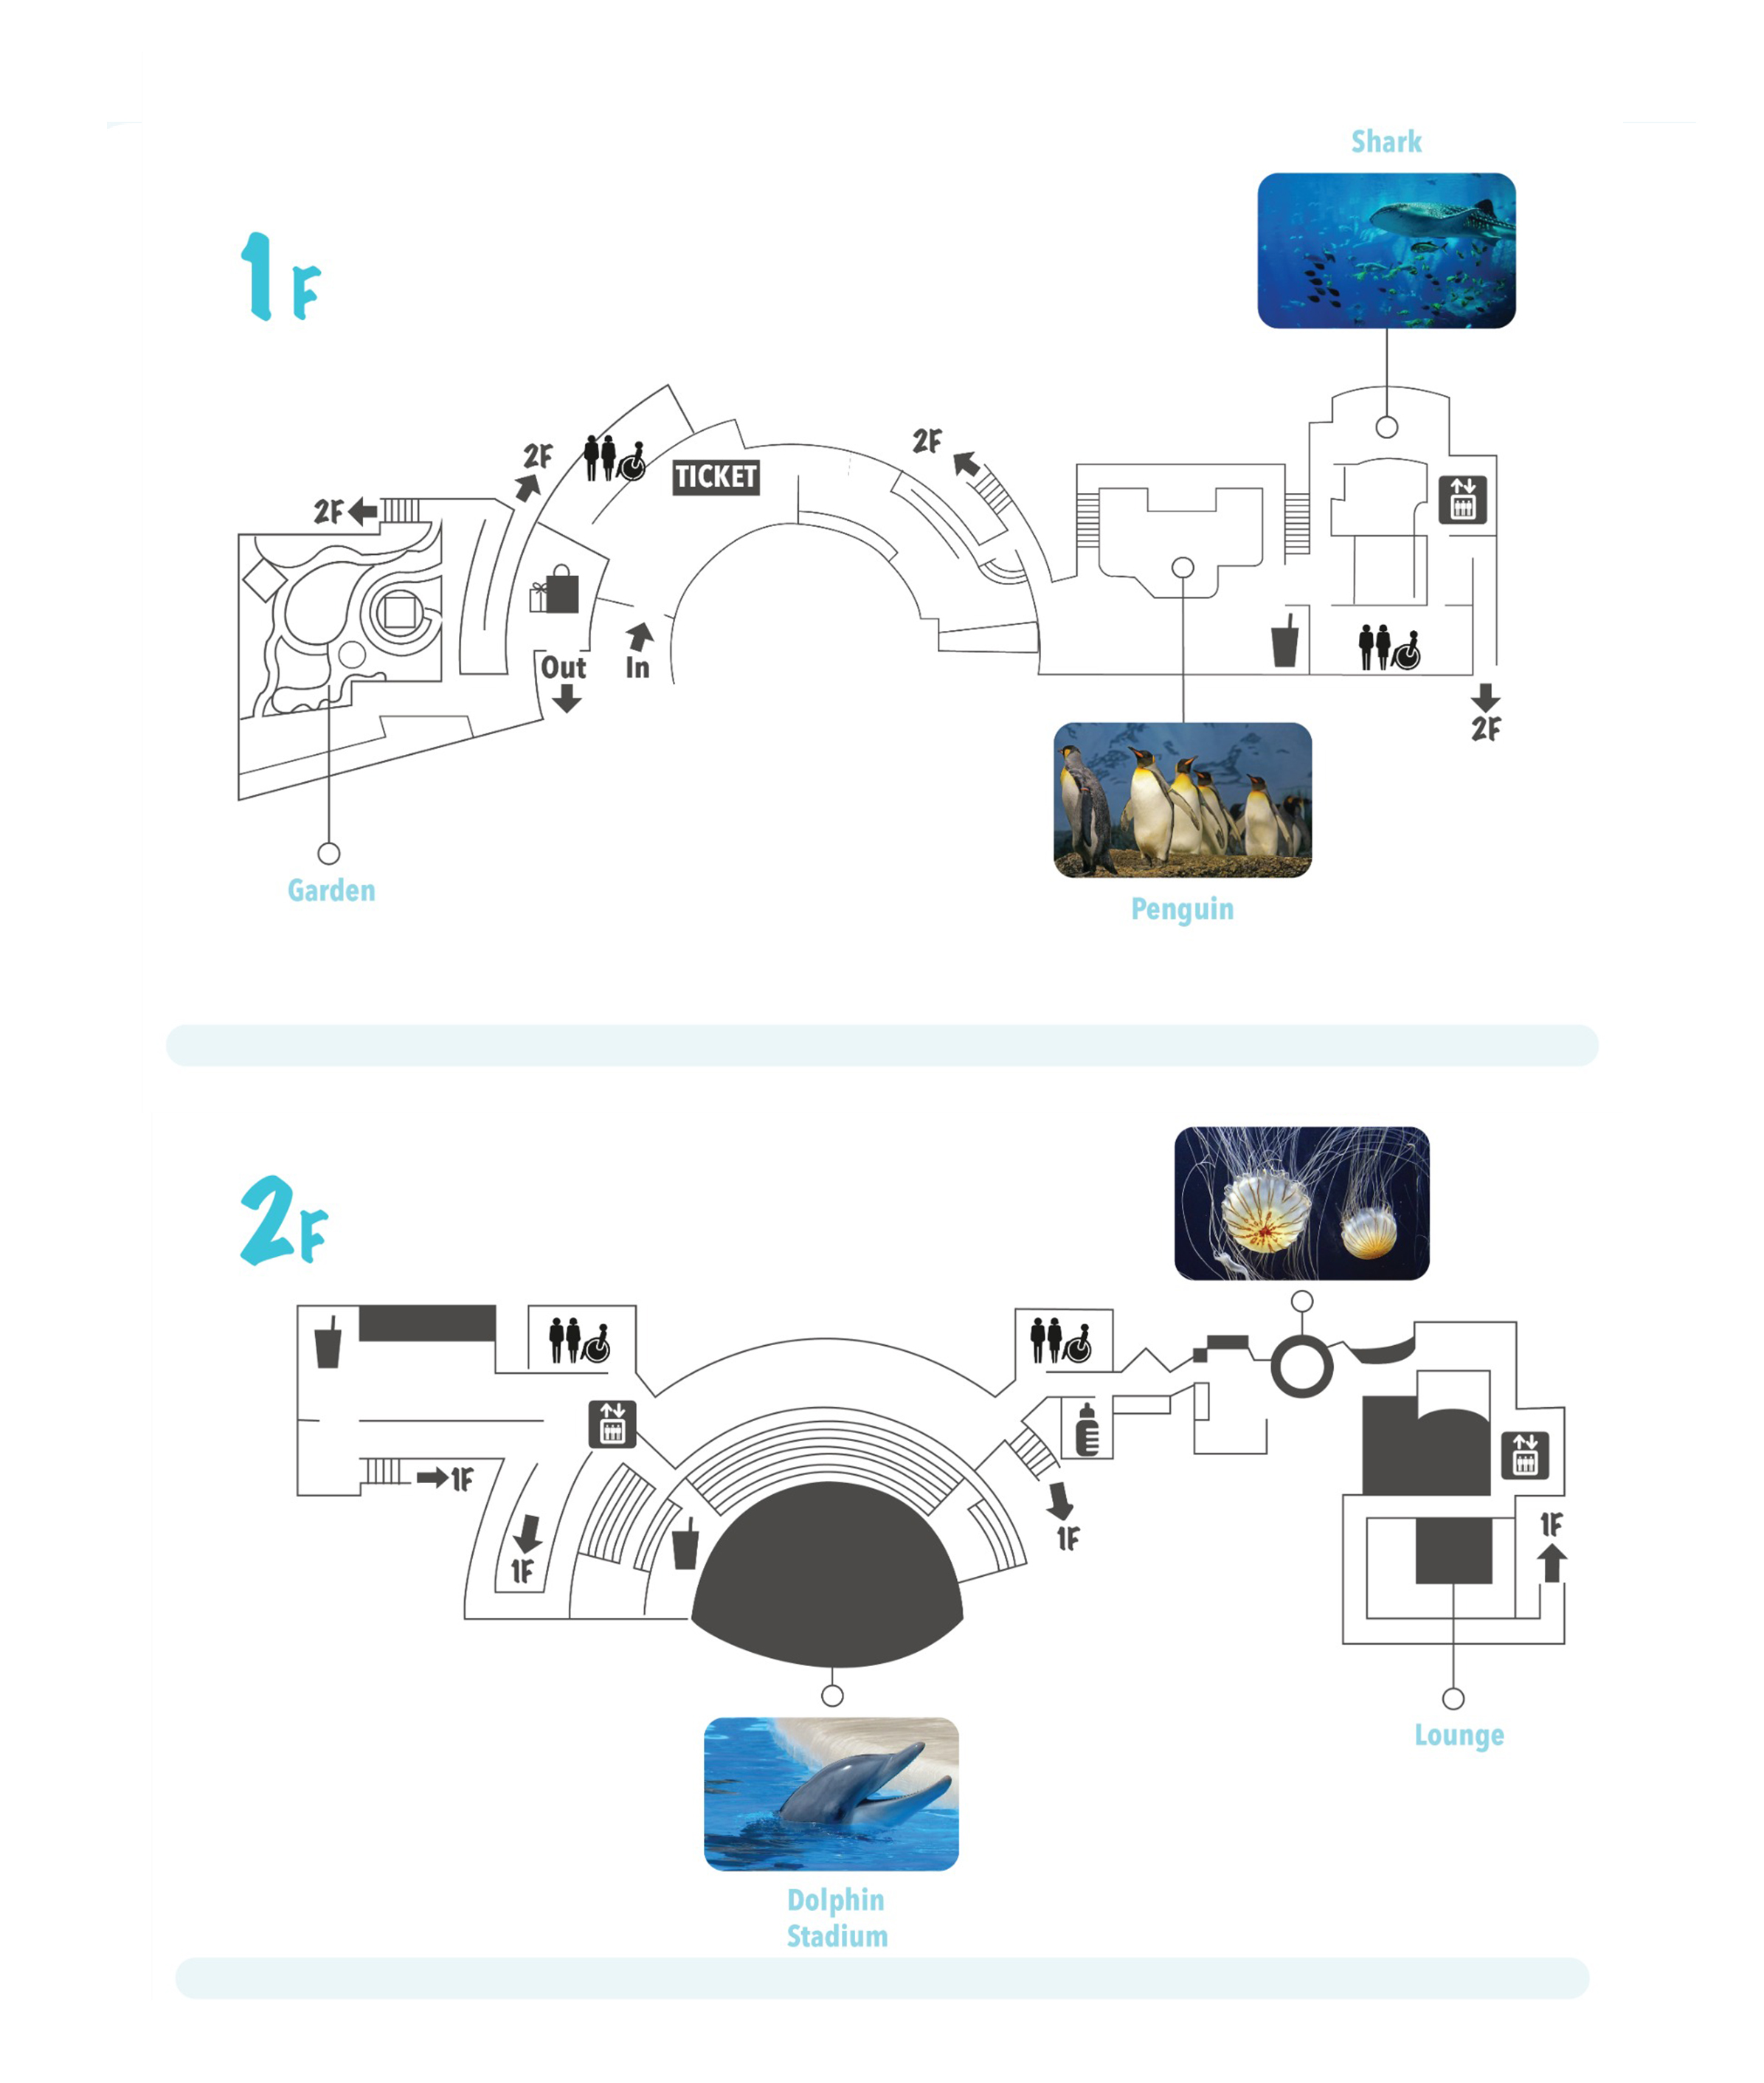 Shark
1F
2F
2F
2F
TICKET
Out
In
2F
Garden
Penguin
2F
1F
1F
1F
1F
Lounge
Dolphin
Stadium